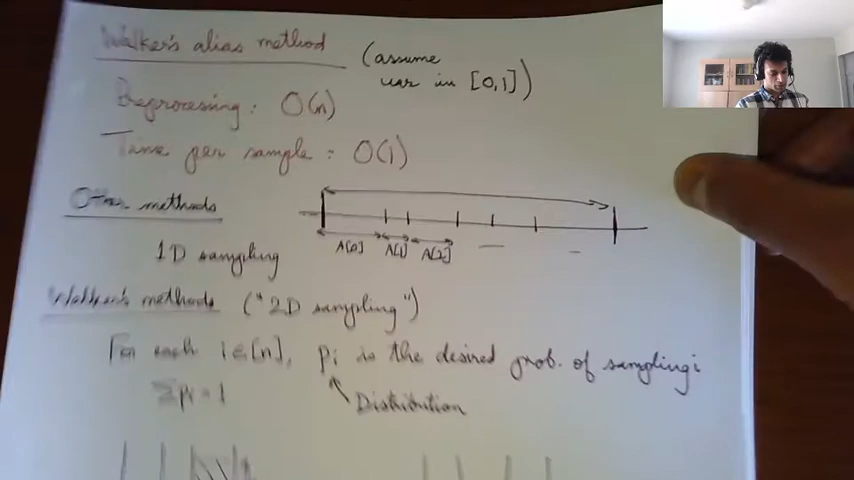 Walker's alias method (assume
var in [0,1])
Preprocessing: O(n)
Time per sample : O(1)
Other methods
1D sampling
A[0] A[1] A[2]
Walker's methods ("2D sampling")
For each i∈[n], pi is the desired prob. of sampling i
Σpi = 1
Distribution